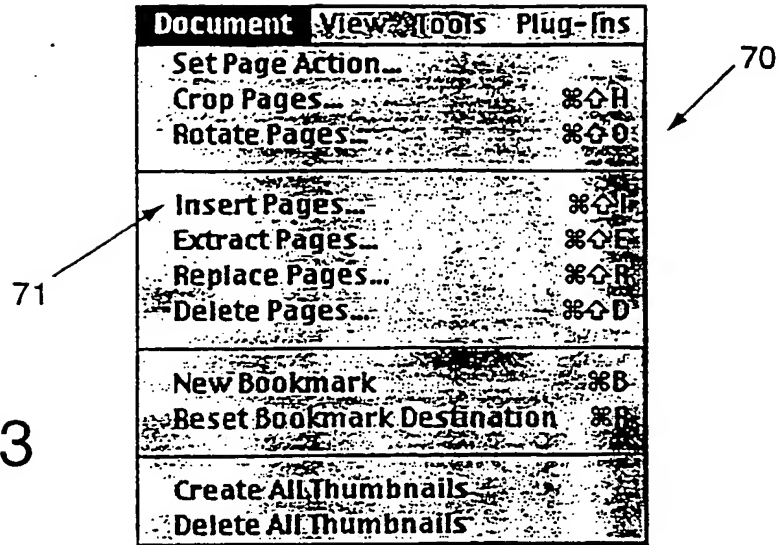 Document View Tools Plug-Ins
Set Page Action...
70
Crop Pages... ⌘⇧H
Rotate Pages... ⌘⇧O
Insert Pages... ⌘⇧I
Extract Pages... ⌘⇧E
71
Replace Pages... ⌘⇧R
Delete Pages... ⌘⇧D
New Bookmark ⌘B
Reset Bookmark Destination ⌘R
3
Create All Thumbnails
Delete All Thumbnails